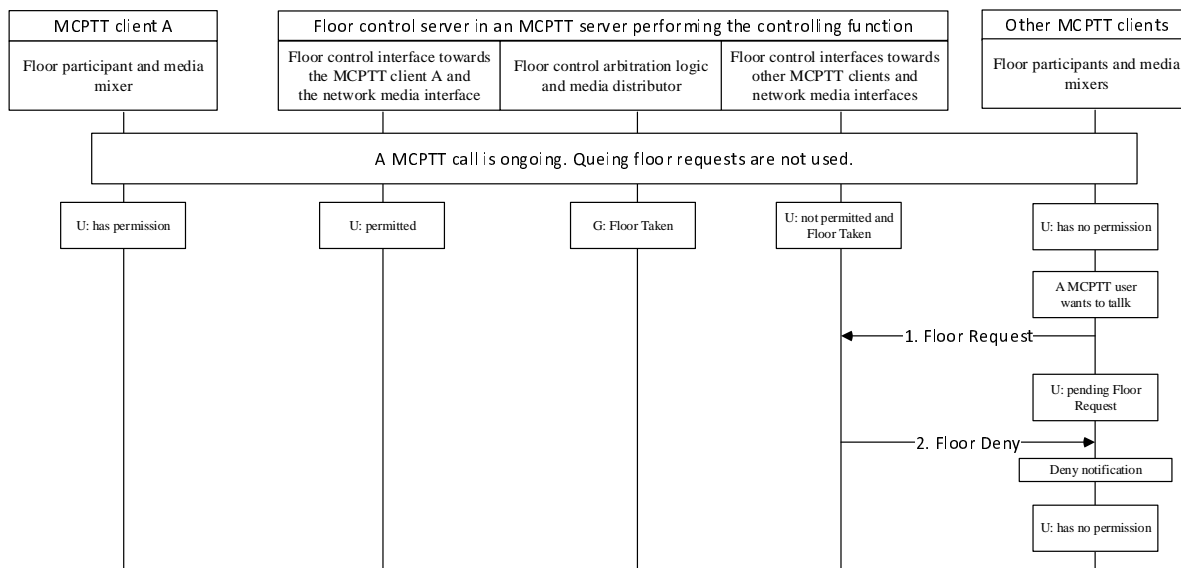 MCPTT client A
Floor control server in an MCPTT server performing the controlling function
Other MCPTT clients
Floor participant and media
mixer
Floor control interface towards
the MCPTT client A and
the network media interface
Floor control arbitration logic
and media distributor
Floor control interfaces towards
other MCPTT clients and
network media interfaces
Floor participants and media
mixers
A MCPTT call is ongoing. Queing floor requests are not used.
U: has permission
U: permitted
G: Floor Taken
U: not permitted and
Floor Taken
U: has no permission
A MCPTT user
wants to tallk
1. Floor Request
U: pending Floor
Request
2. Floor Deny
Deny notification
U: has no permission